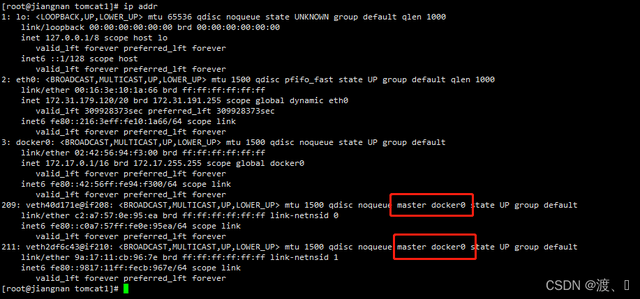 [root@jiangnan tomcat1]# ip addr
1: lo: <LOOPBACK,UP,LOWER_UP> mtu 65536 qdisc noqueue state UNKNOWN group default qlen 1000
link/loopback 00:00:00:00:00:00 brd 00:00:00:00:00:00
inet 127.0.0.1/8 scope host lo
valid_lft forever preferred_lft forever
inet6 ::1/128 scope host
valid_lft forever preferred_lft forever
2: eth0: <BROADCAST,MULTICAST,UP,LOWER_UP> mtu 1500 qdisc pfifo_fast state UP group default qlen 1000
link/ether 00:16:3e:10:1a:66 brd ff:ff:ff:ff:ff:ff
inet 172.31.179.120/20 brd 172.31.191.255 scope global dynamic eth0
valid_lft 309928373sec preferred_lft 309928373sec
inet6 fe80::216:3eff:fe10:1a66/64 scope link
valid_lft forever preferred_lft forever
3: docker0: <BROADCAST,MULTICAST,UP,LOWER_UP> mtu 1500 qdisc noqueue state UP group default
link/ether 02:42:56:94:f3:00 brd ff:ff:ff:ff:ff:ff
inet 172.17.0.1/16 brd 172.17.255.255 scope global docker0
valid_lft forever preferred_lft forever
inet6 fe80::42:56ff:fe94:f300/64 scope link
valid_lft forever preferred_lft forever
209: veth40d171e@if208: <BROADCAST,MULTICAST,UP,LOWER_UP> mtu 1500 qdisc noqueue master docker0 state UP group default
link/ether c2:a7:57:0e:95:ea brd ff:ff:ff:ff:ff:ff link-netnsid 0
inet6 fe80::c0a7:57ff:fe0e:95ea/64 scope link
valid_lft forever preferred_lft forever
211: veth2df6c43@if210: <BROADCAST,MULTICAST,UP,LOWER_UP> mtu 1500 qdisc noqueue master docker0 state UP group default
link/ether 9a:17:11:cb:96:7e brd ff:ff:ff:ff:ff:ff link-netnsid 1
inet6 fe80::9817:11ff:fecb:967e/64 scope link
valid_lft forever preferred_lft forever
[root@jiangnan tomcat1]#
CSDN @渡、